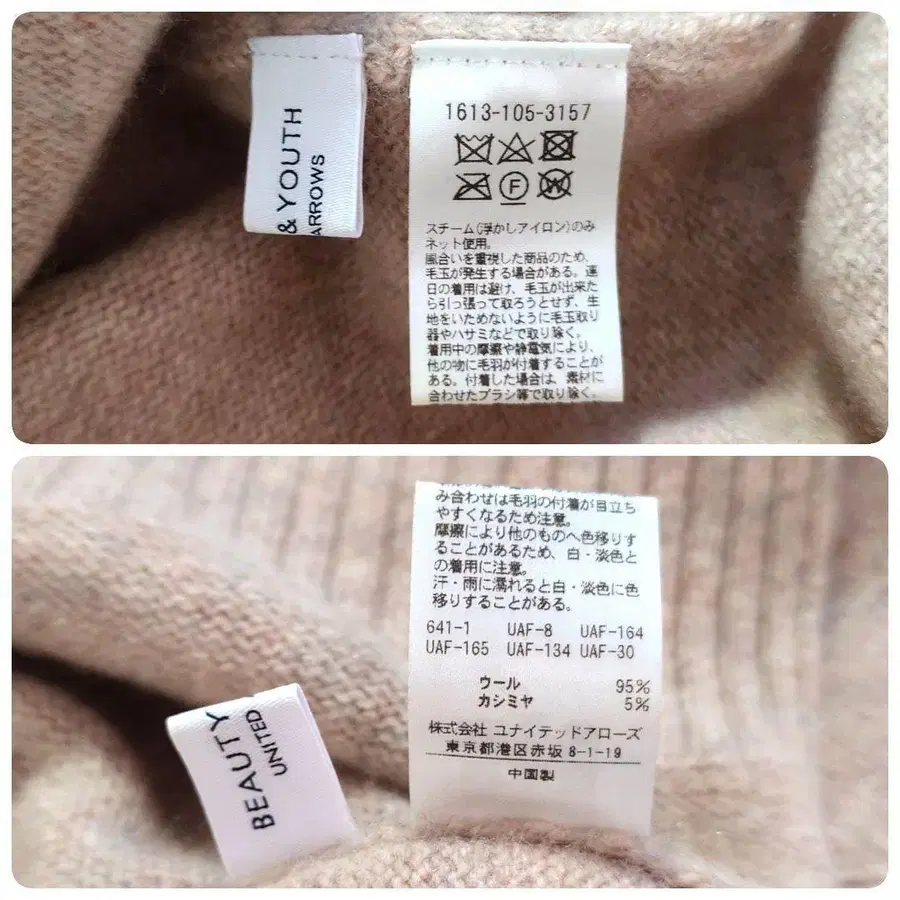 & YOUTH
ARROWS
1613-105-3157
F
W
スチーム(浮かしアイロン)のみ
ネット使用。
風合いを重視した商品のため、
毛玉が発生する場合がある。連
日の着用は避け、毛玉が出来た
ら引っ張って取ろうとせず、生
地をいためないように毛玉取り
器やハサミなどで取り除く。
着用中の摩擦や静電気により、
他の物に毛羽が付着することが
ある。付着した場合は 素材に
合わせたブラシ等で取り除く。
み合わせは毛羽の付着が目立ち
やすくなるため注意。
摩擦により他のものへ色移りす
ることがあるため、白・淡色と
の着用に注意。
汗・雨に濡れると白・淡色に色
移りすることがある。
641-1 UAF-8 UAF-164
UAF-165 UAF-134 UAF-30
ウール 95%
カシミヤ 5%
株式会社 ユナイテッドアローズ
東京都港区赤坂 8-1-19
中国製
BEAUTY
UNITED